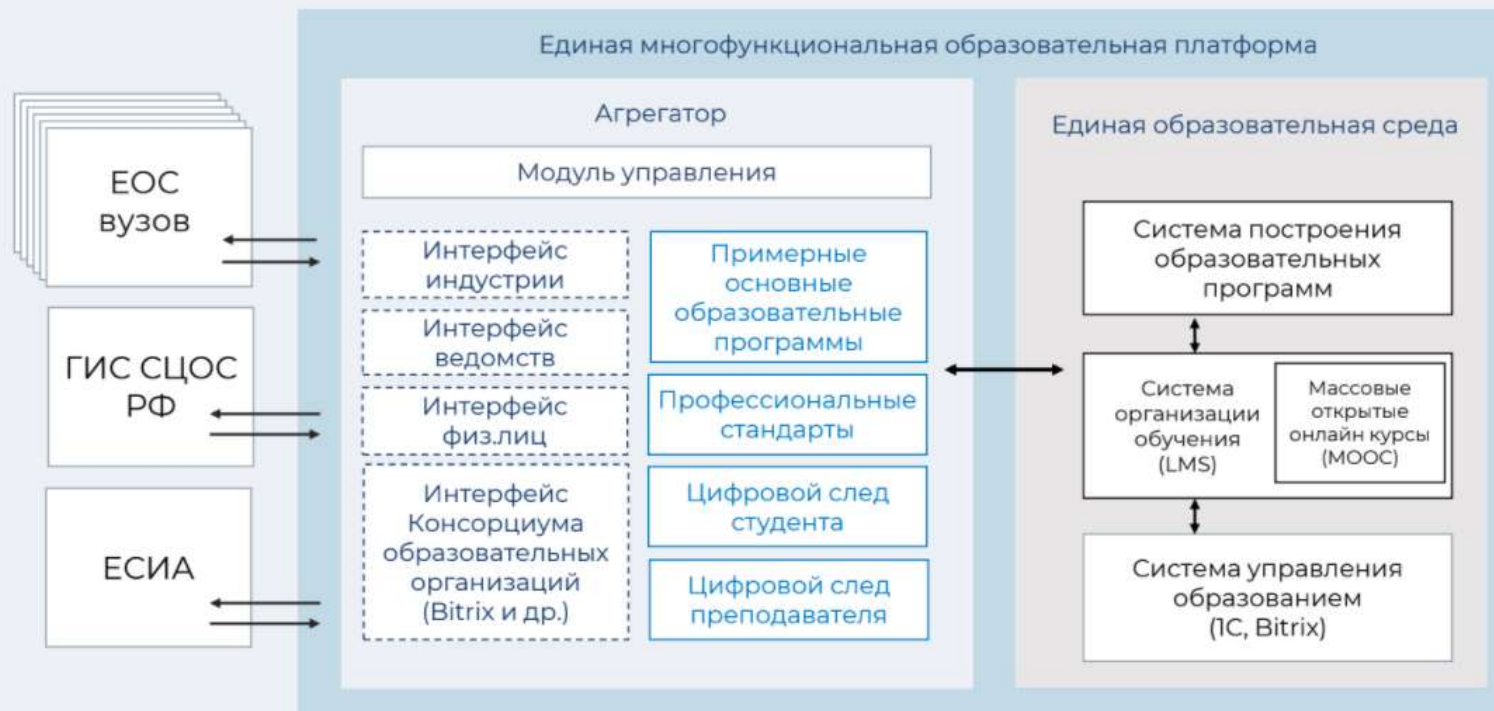 Единая многофункциональная образовательная платформа
ЕОС
вузов
ГИС СЦОС
РФ
ЕСИА
Агрегатор
Модуль управления
Интерфейс
индустрии
Интерфейс
ведомств
Интерфейс
физ.лиц
Интерфейс
Консорциума
образовательных
организаций
(Bitrix и др.)
Примерные
основные
образовательные
программы
Профессиональные
стандарты
Цифровой след
студента
Цифровой след
преподавателя
Единая образовательная среда
Система построения
образовательных
программ
Система
организации
обучения
(LMS)
Массовые
открытые
онлайн курсы
(МООС)
Система управления
образованием
(1С, Bitrix)